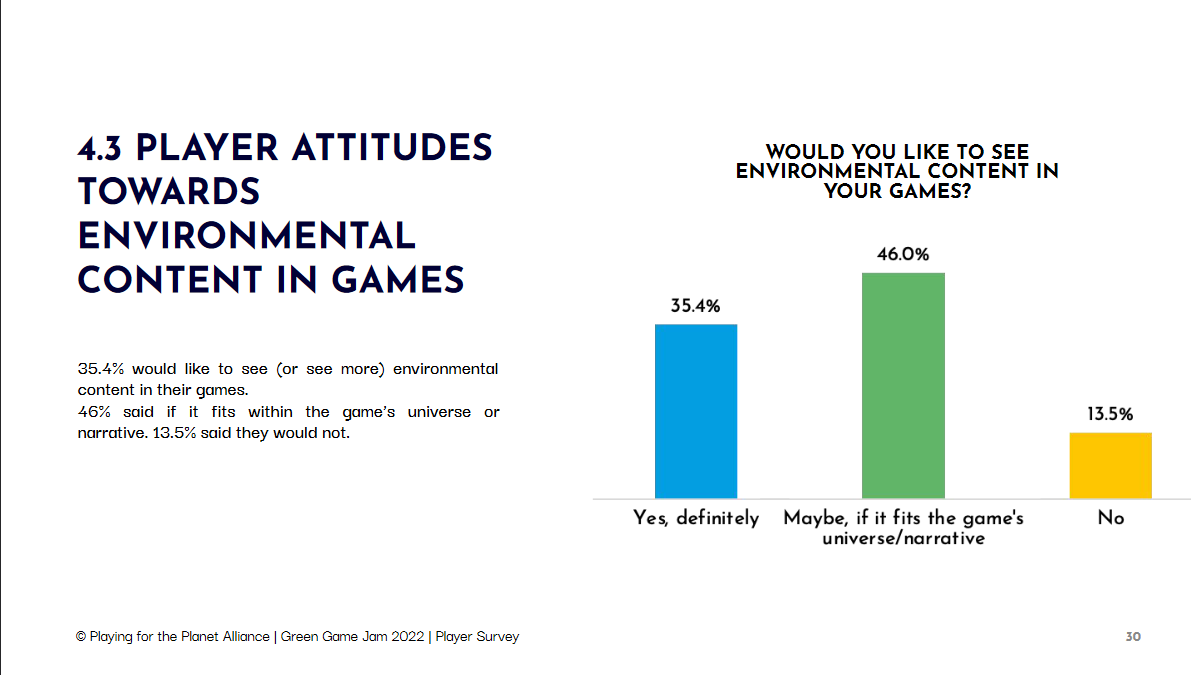 4.3 PLAYER ATTITUDES
TOWARDS
ENVIRONMENTAL
CONTENT IN GAMES
35.4% would like to see (or see more) environmental
content in their games.
46% said if it fits within the game's universe or
narrative. 13.5% said they would not.
WOULD YOU LIKE TO SEE
ENVIRONMENTAL CONTENT IN
YOUR GAMES?
35.4%
46.0%
13.5%
Yes, definitely
Maybe, if it fits the game's
universe/narrative
No
© Playing for the Planet Alliance | Green Game Jam 2022 | Player Survey
30